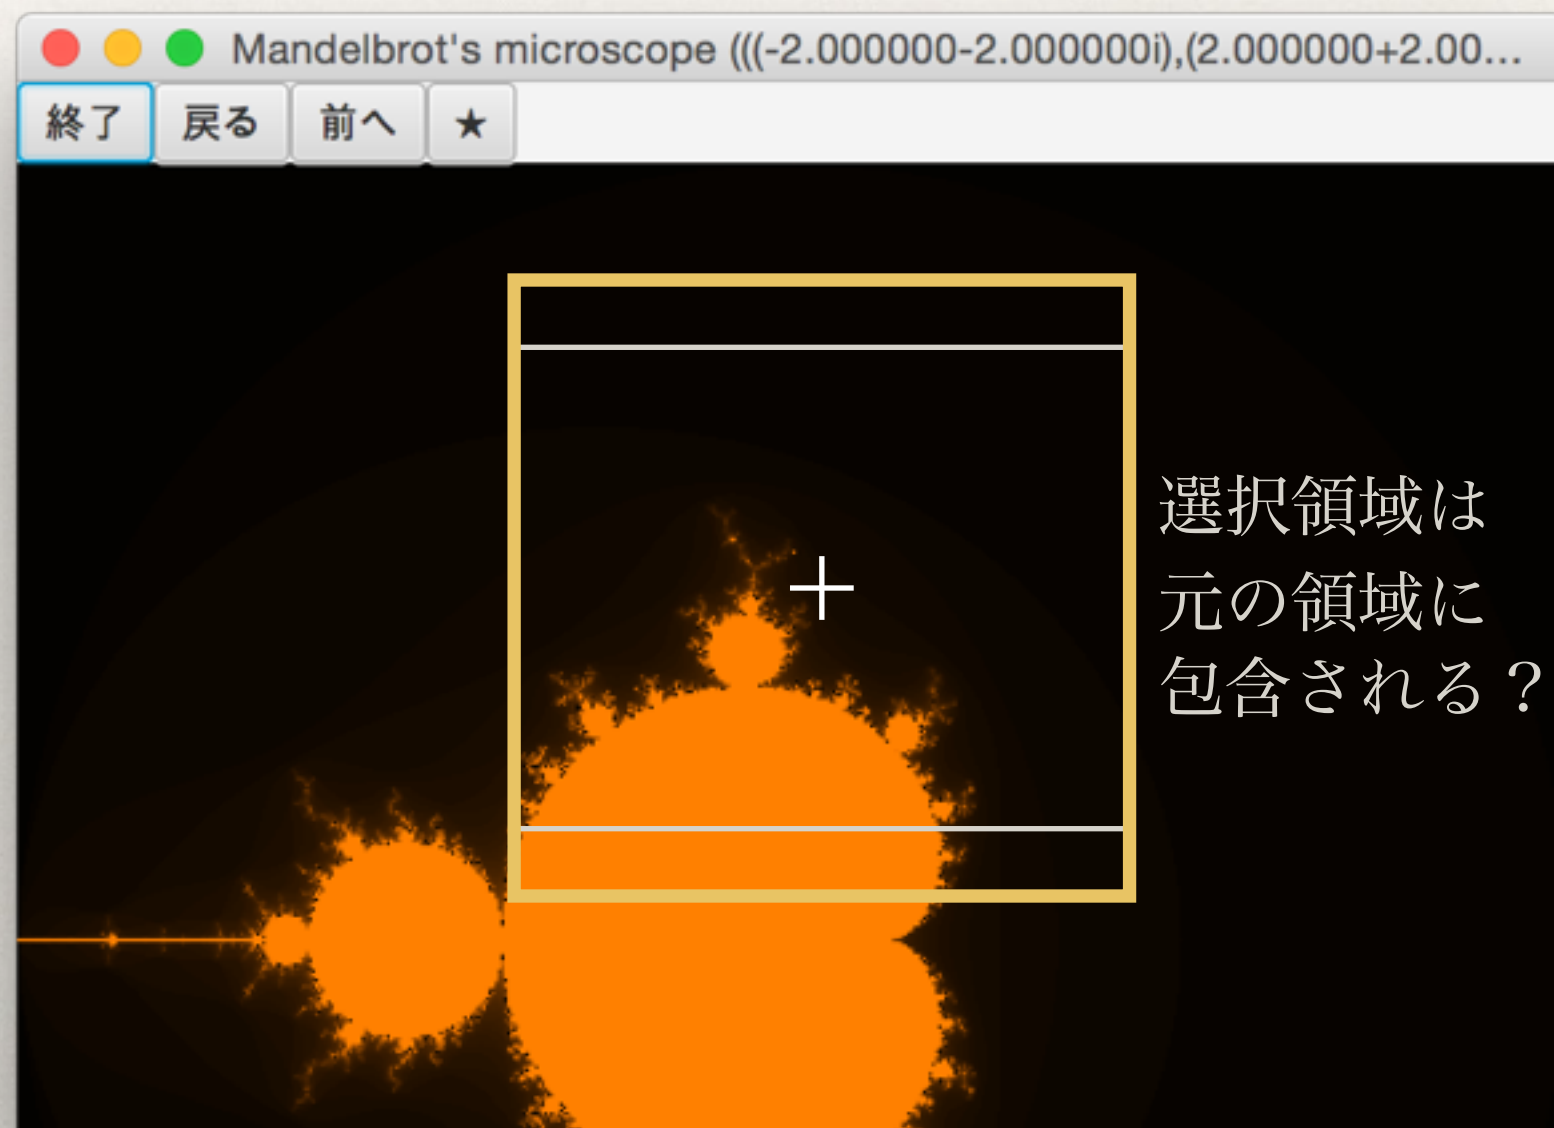 Mandelbrot's microscope (((-2.000000-2.000000i),(2.000000+2.00...
終了 戻る 前へ ★
選択領域は
元の領域に
包含される？